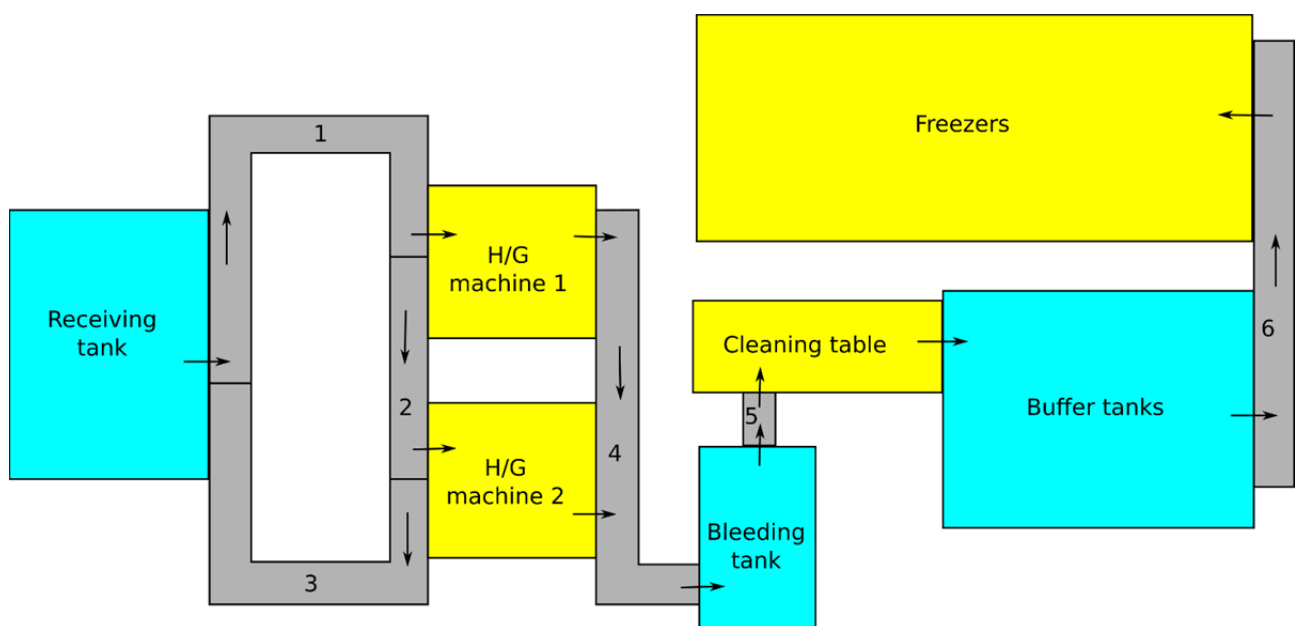 Freezers
1
H/G
machine 1
Receiving
tank
Cleaning table
6
2
5
Buffer tanks
4
H/G
machine 2
Bleeding
tank
3